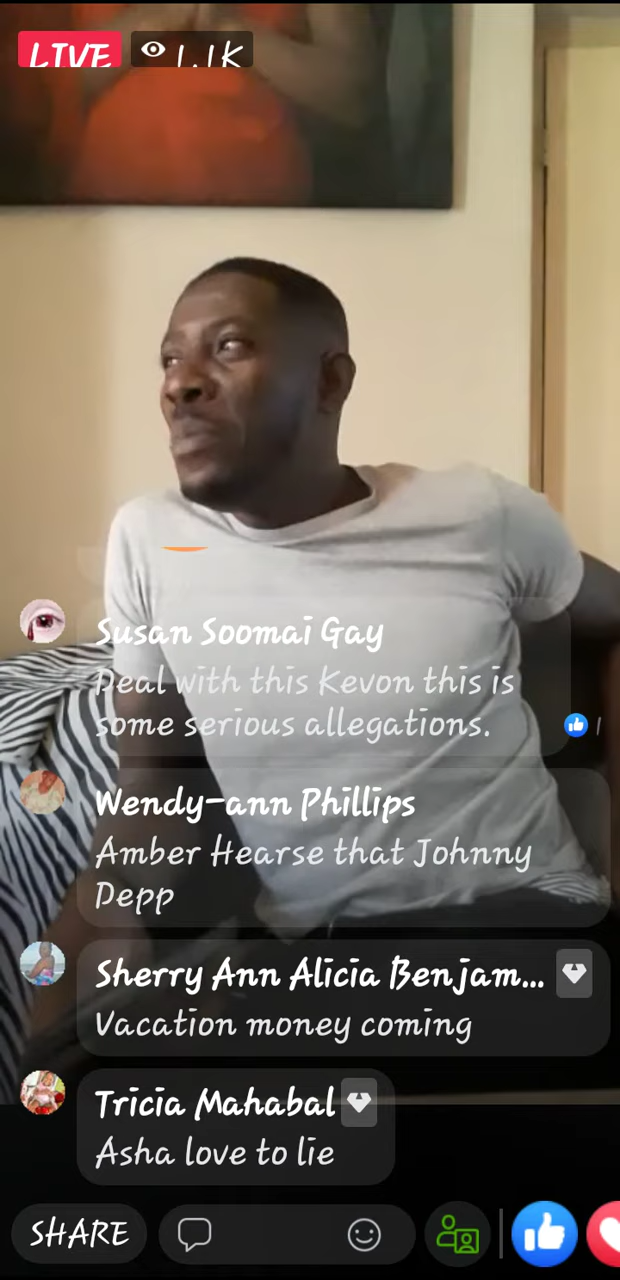 LIVE 1.1K
Susan Soomai Gay
Deal with this Kevon this is
some serious allegations.
Wendy-ann Phillips
Amber Hearse that Johnny
Depp
Sherry Ann Alicia Benjam...
Vacation money coming
Tricia Mahabal
Asha love to lie
SHARE